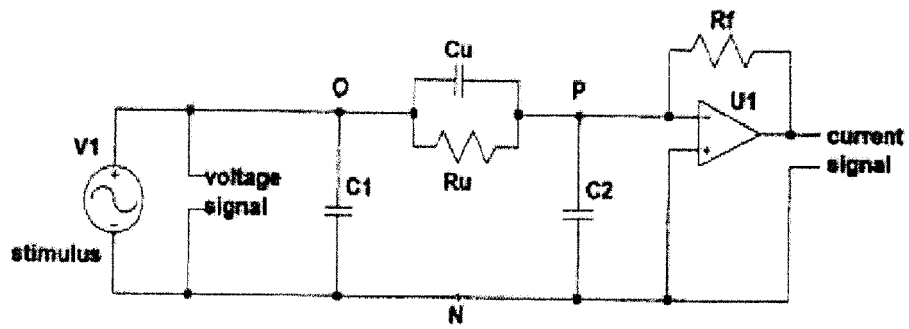 Rf
Cu
O
P
U1
V1
voltage
signal
C1
Ru
C2
current
signal
stimulus
N